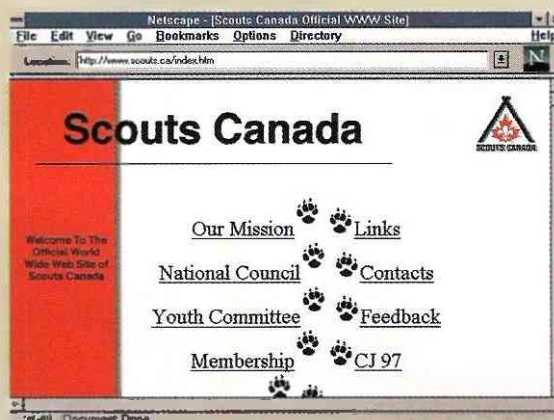 Netscape - [Scouts Canada Official WWW Site]
File Edit View Go Bookmarks Options Directory Help
Location: http://www.scouts.ca/index.htm
N
Scouts Canada
SCOUTS CANADA
Welcome To The
Official World
Wide Web Site of
Scouts Canada
Our Mission Links
National Council Contacts
Youth Committee Feedback
Membership CJ 97
Document Done